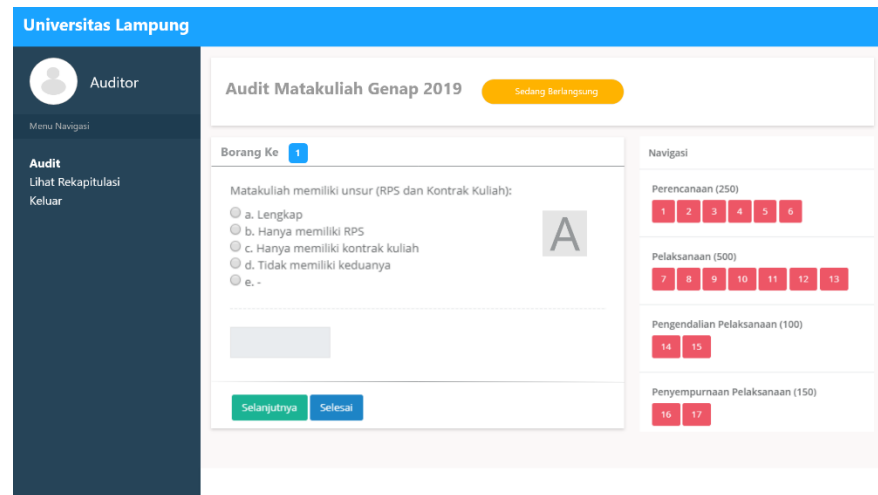 Universitas Lampung
Auditor
Menu Navigasi
Audit
Lihat Rekapitulasi
Keluar
Audit Matakuliah Genap 2019
Sedang Berlangsung
Borang Ke 1
Matakuliah memiliki unsur (RPS dan Kontrak Kuliah):
a. Lengkap
b. Hanya memiliki RPS
c. Hanya memiliki kontrak kuliah
d. Tidak memiliki keduanya
e. -
A
Selanjutnya Selesai
Navigasi
Perencanaan (250)
1 2 3 4 5 6
Pelaksanaan (500)
7 8 9 10 11 12 13
Pengendalian Pelaksanaan (100)
14 15
Penyempurnaan Pelaksanaan (150)
16 17